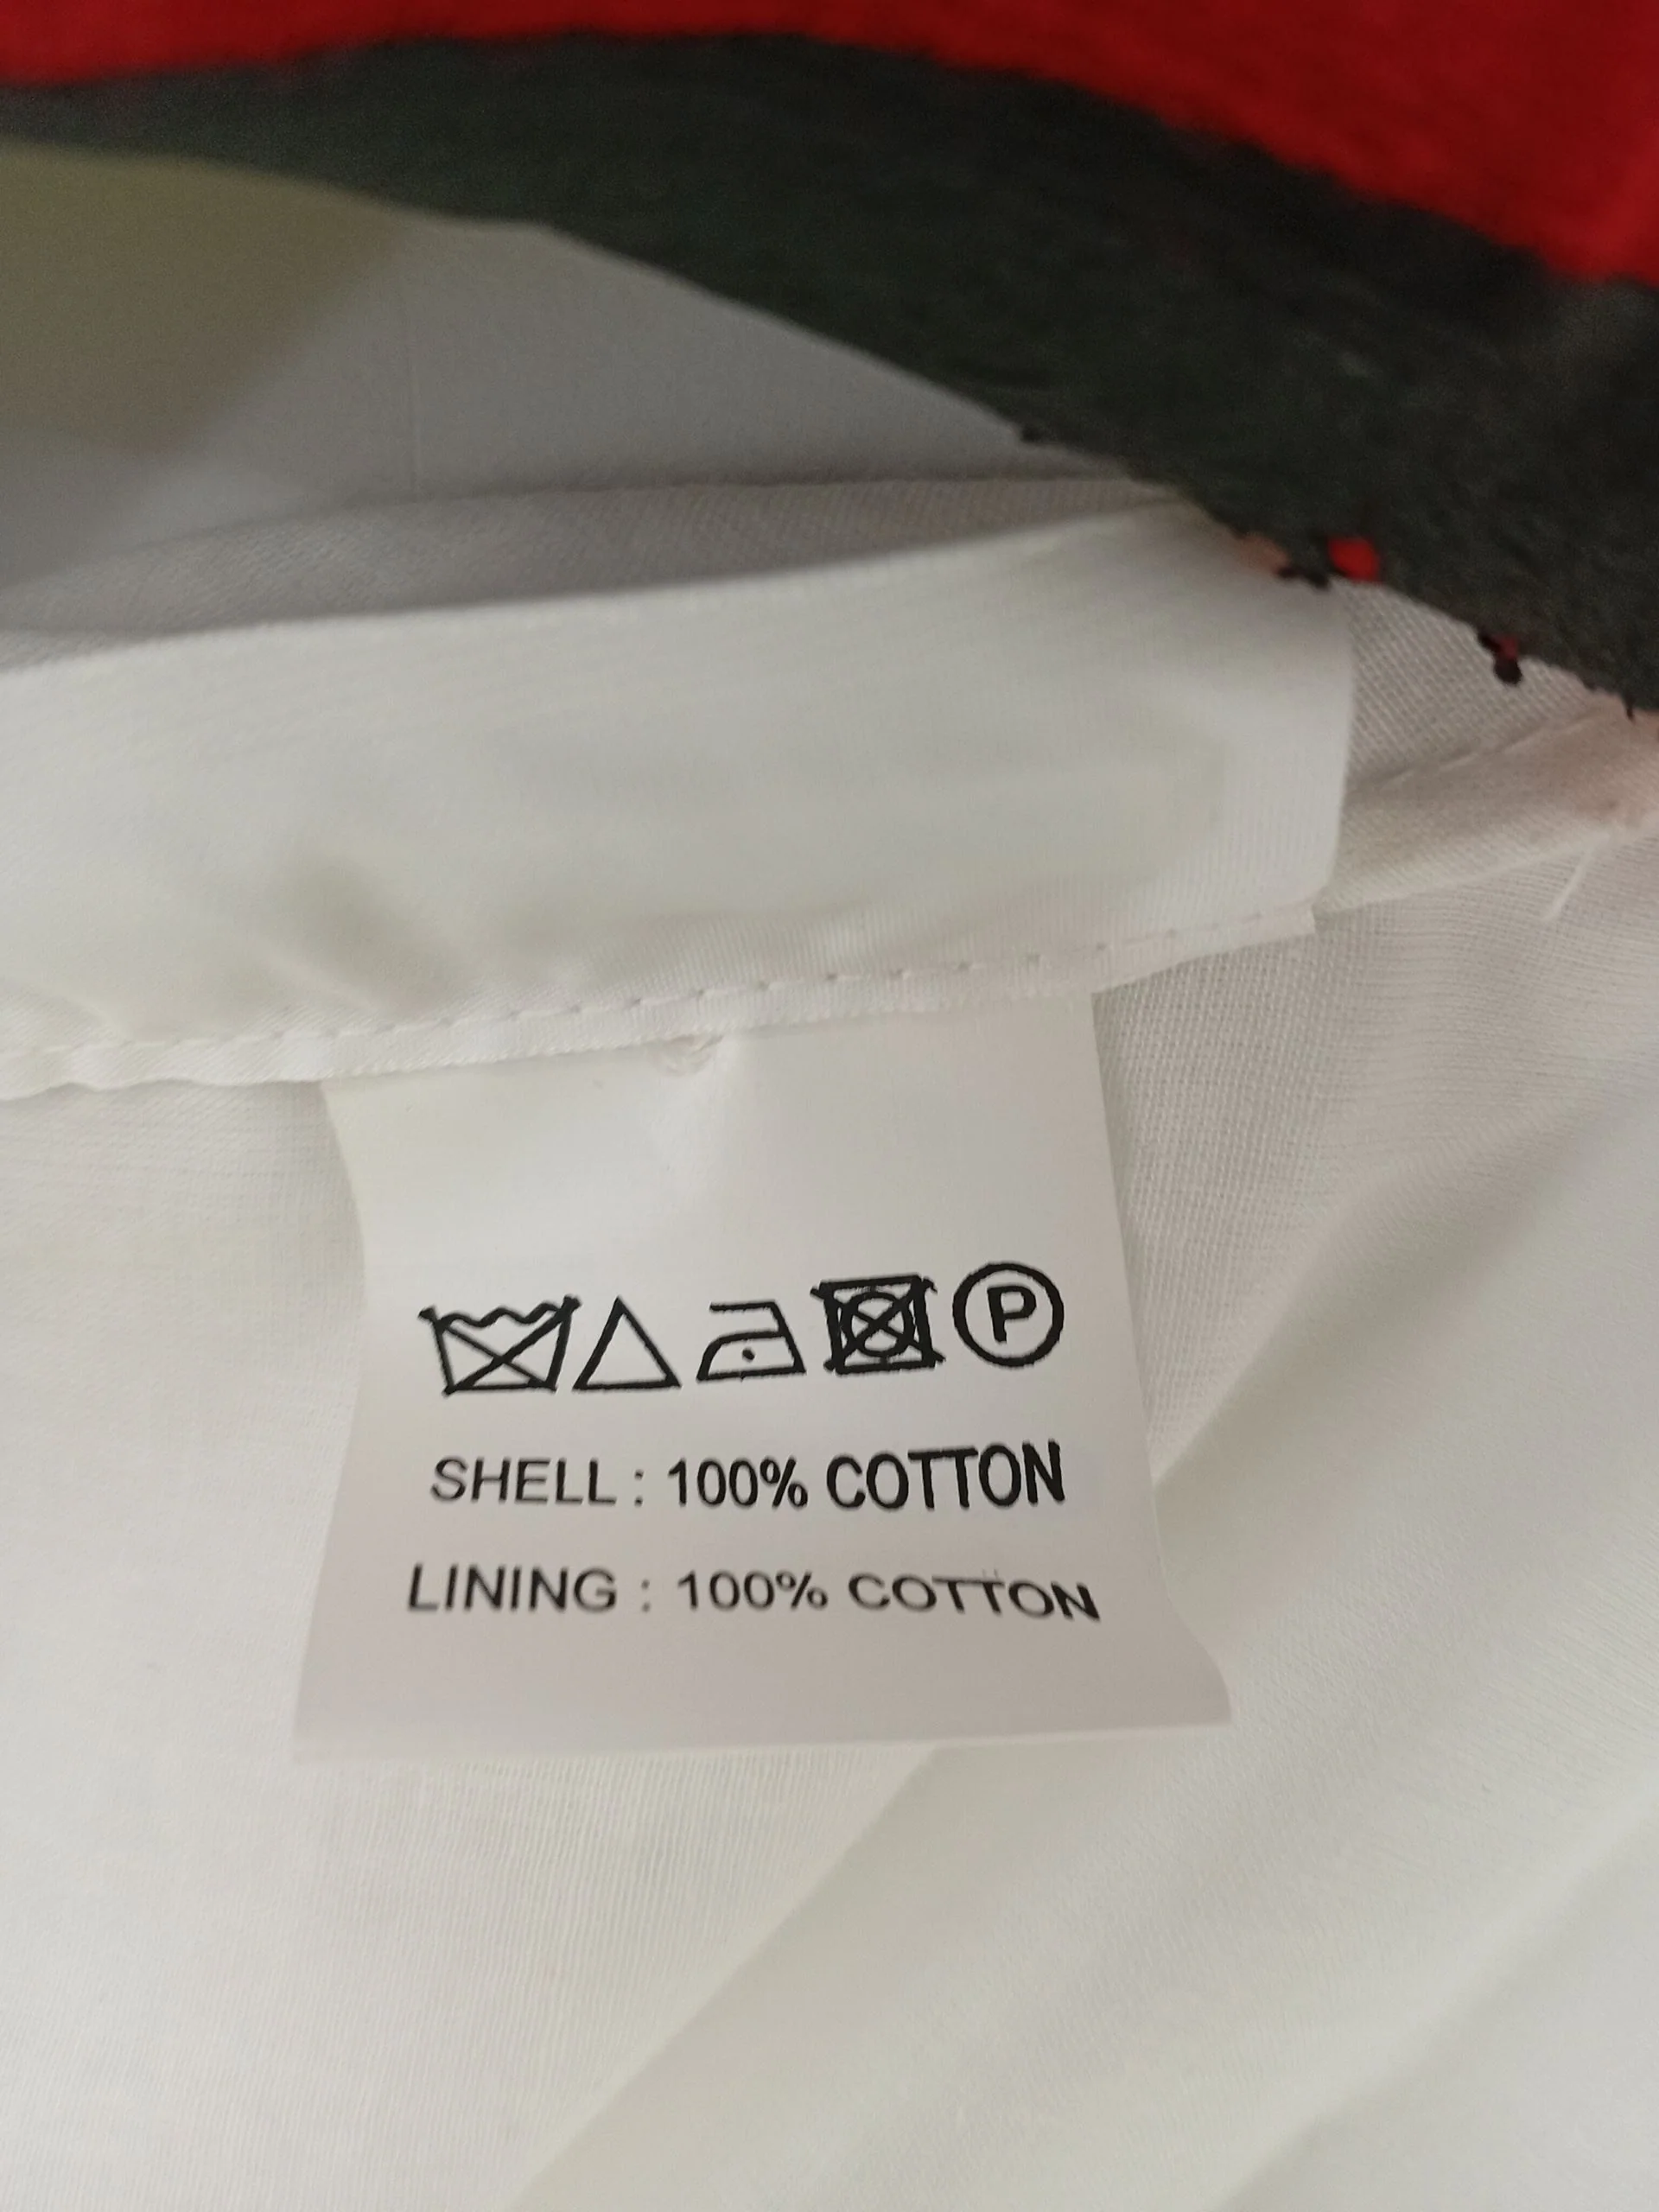 P
SHELL : 100% COTTON
LINING : 100% COTTON